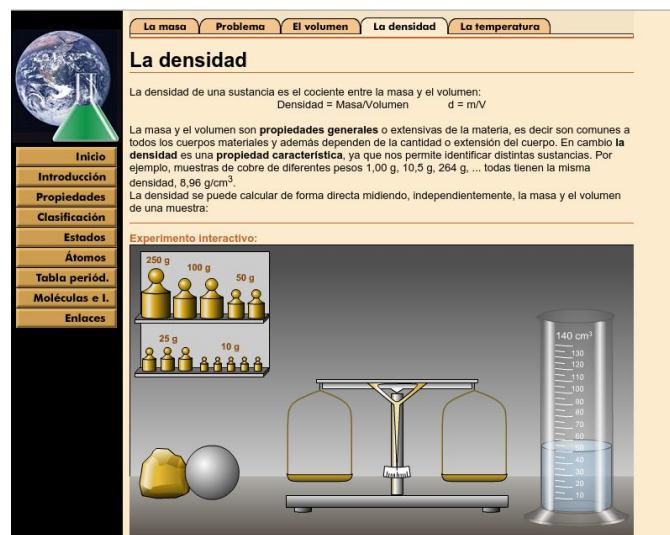 La masa
Problema
El volumen
La densidad
La temperatura
La densidad
La densidad de una sustancia es el cociente entre la masa y el volumen:
Densidad = Masa/Volumen d = m/V
La masa y el volumen son propiedades generales o extensivas de la materia, es decir son comunes a
todos los cuerpos materiales y además dependen de la cantidad o extensión del cuerpo. En cambio la
densidad es una propiedad característica, ya que nos permite identificar distintas sustancias. Por
ejemplo, muestras de cobre de diferentes pesos 1,00 g, 10,5 g, 264 g, ... todas tienen la misma
densidad, 8,96 g/cm³.
La densidad se puede calcular de forma directa midiendo, independientemente, la masa y el volumen
de una muestra:
Inicio
Introducción
Propiedades
Clasificación
Estados
Átomos
Tabla periód.
Moléculas e I.
Enlaces
Experimento interactivo:
250 g
100 g
50 g
25 g
10 g
140 cm³
130
120
110
100
90
80
70
60
50
40
30
20
10